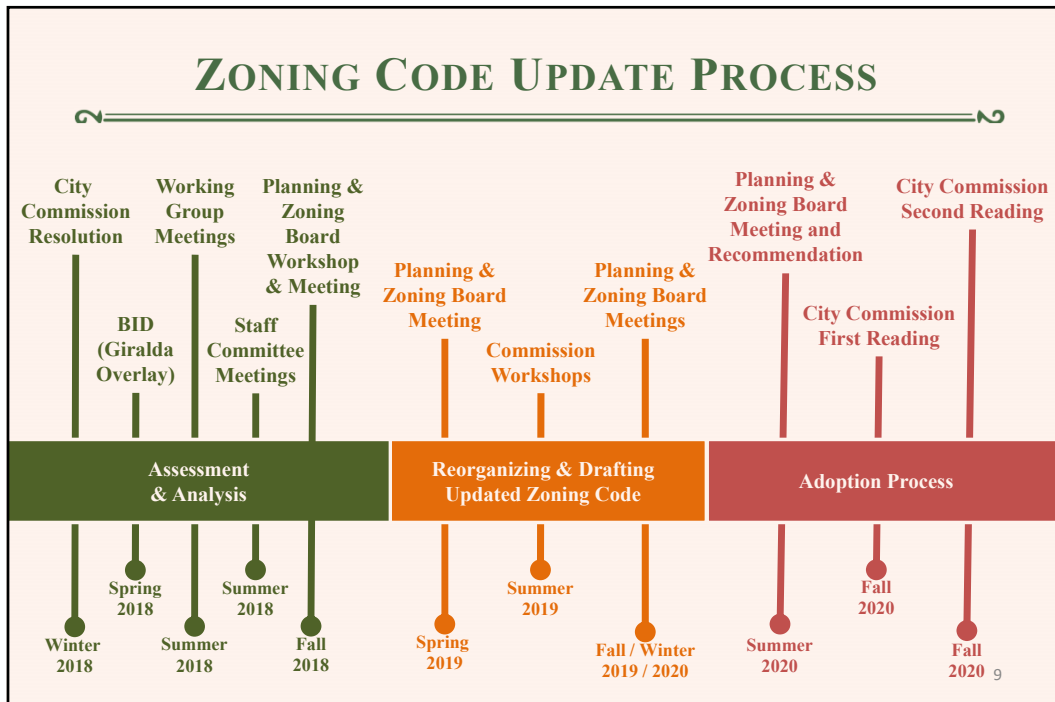 ZONING CODE UPDATE PROCESS
City
Commission
Resolution
BID
(Giralda
Overlay)
Working
Group
Meetings
Staff
Committee
Meetings
Planning &
Zoning
Board
Workshop
& Meeting
Planning &
Zoning Board
Meeting
Commission
Workshops
Planning &
Zoning Board
Meetings
Planning &
Zoning Board
Meeting and
Recommendation
City Commission
First Reading
City Commission
Second Reading
Assessment
& Analysis
Reorganizing & Drafting
Updated Zoning Code
Adoption Process
Winter
2018
Spring
2018
Summer
2018
Summer
2018
Fall
2018
Spring
2019
Summer
2019
Fall / Winter
2019 / 2020
Summer
2020
Fall
2020
Fall
2020
9